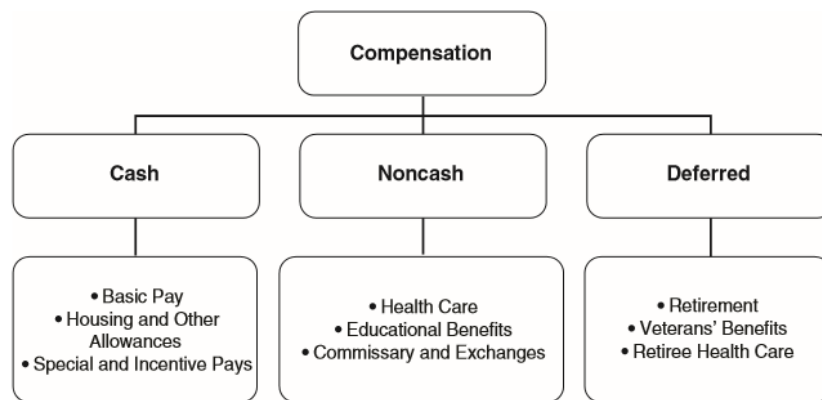 Compensation
Cash
Noncash
Deferred
• Basic Pay
• Housing and Other
Allowances
• Special and Incentive Pays
• Health Care
• Educational Benefits
• Commissary and Exchanges
• Retirement
• Veterans’ Benefits
• Retiree Health Care